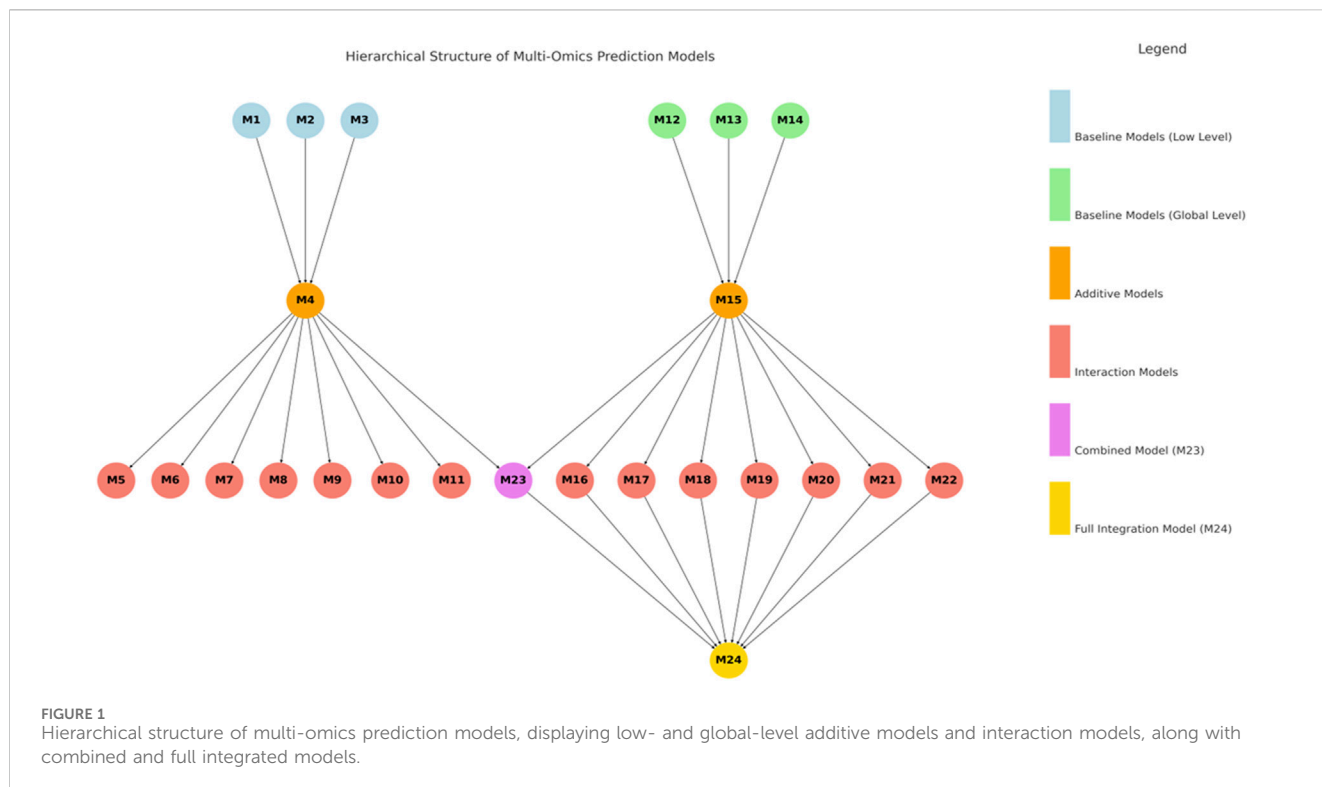 Hierarchical Structure of Multi-Omics Prediction Models
Legend
M1 M2 M3 M12 M13 M14
Baseline Models (Low Level)
Baseline Models (Global Level)
Additive Models
M4 M15
Interaction Models
Combined Model (M23)
M5 M6 M7 M8 M9 M10 M11 M23 M16 M17 M18 M19 M20 M21 M22
Full Integration Model (M24)
M24
FIGURE 1
Hierarchical structure of multi-omics prediction models, displaying low- and global-level additive models and interaction models, along with
combined and full integrated models.